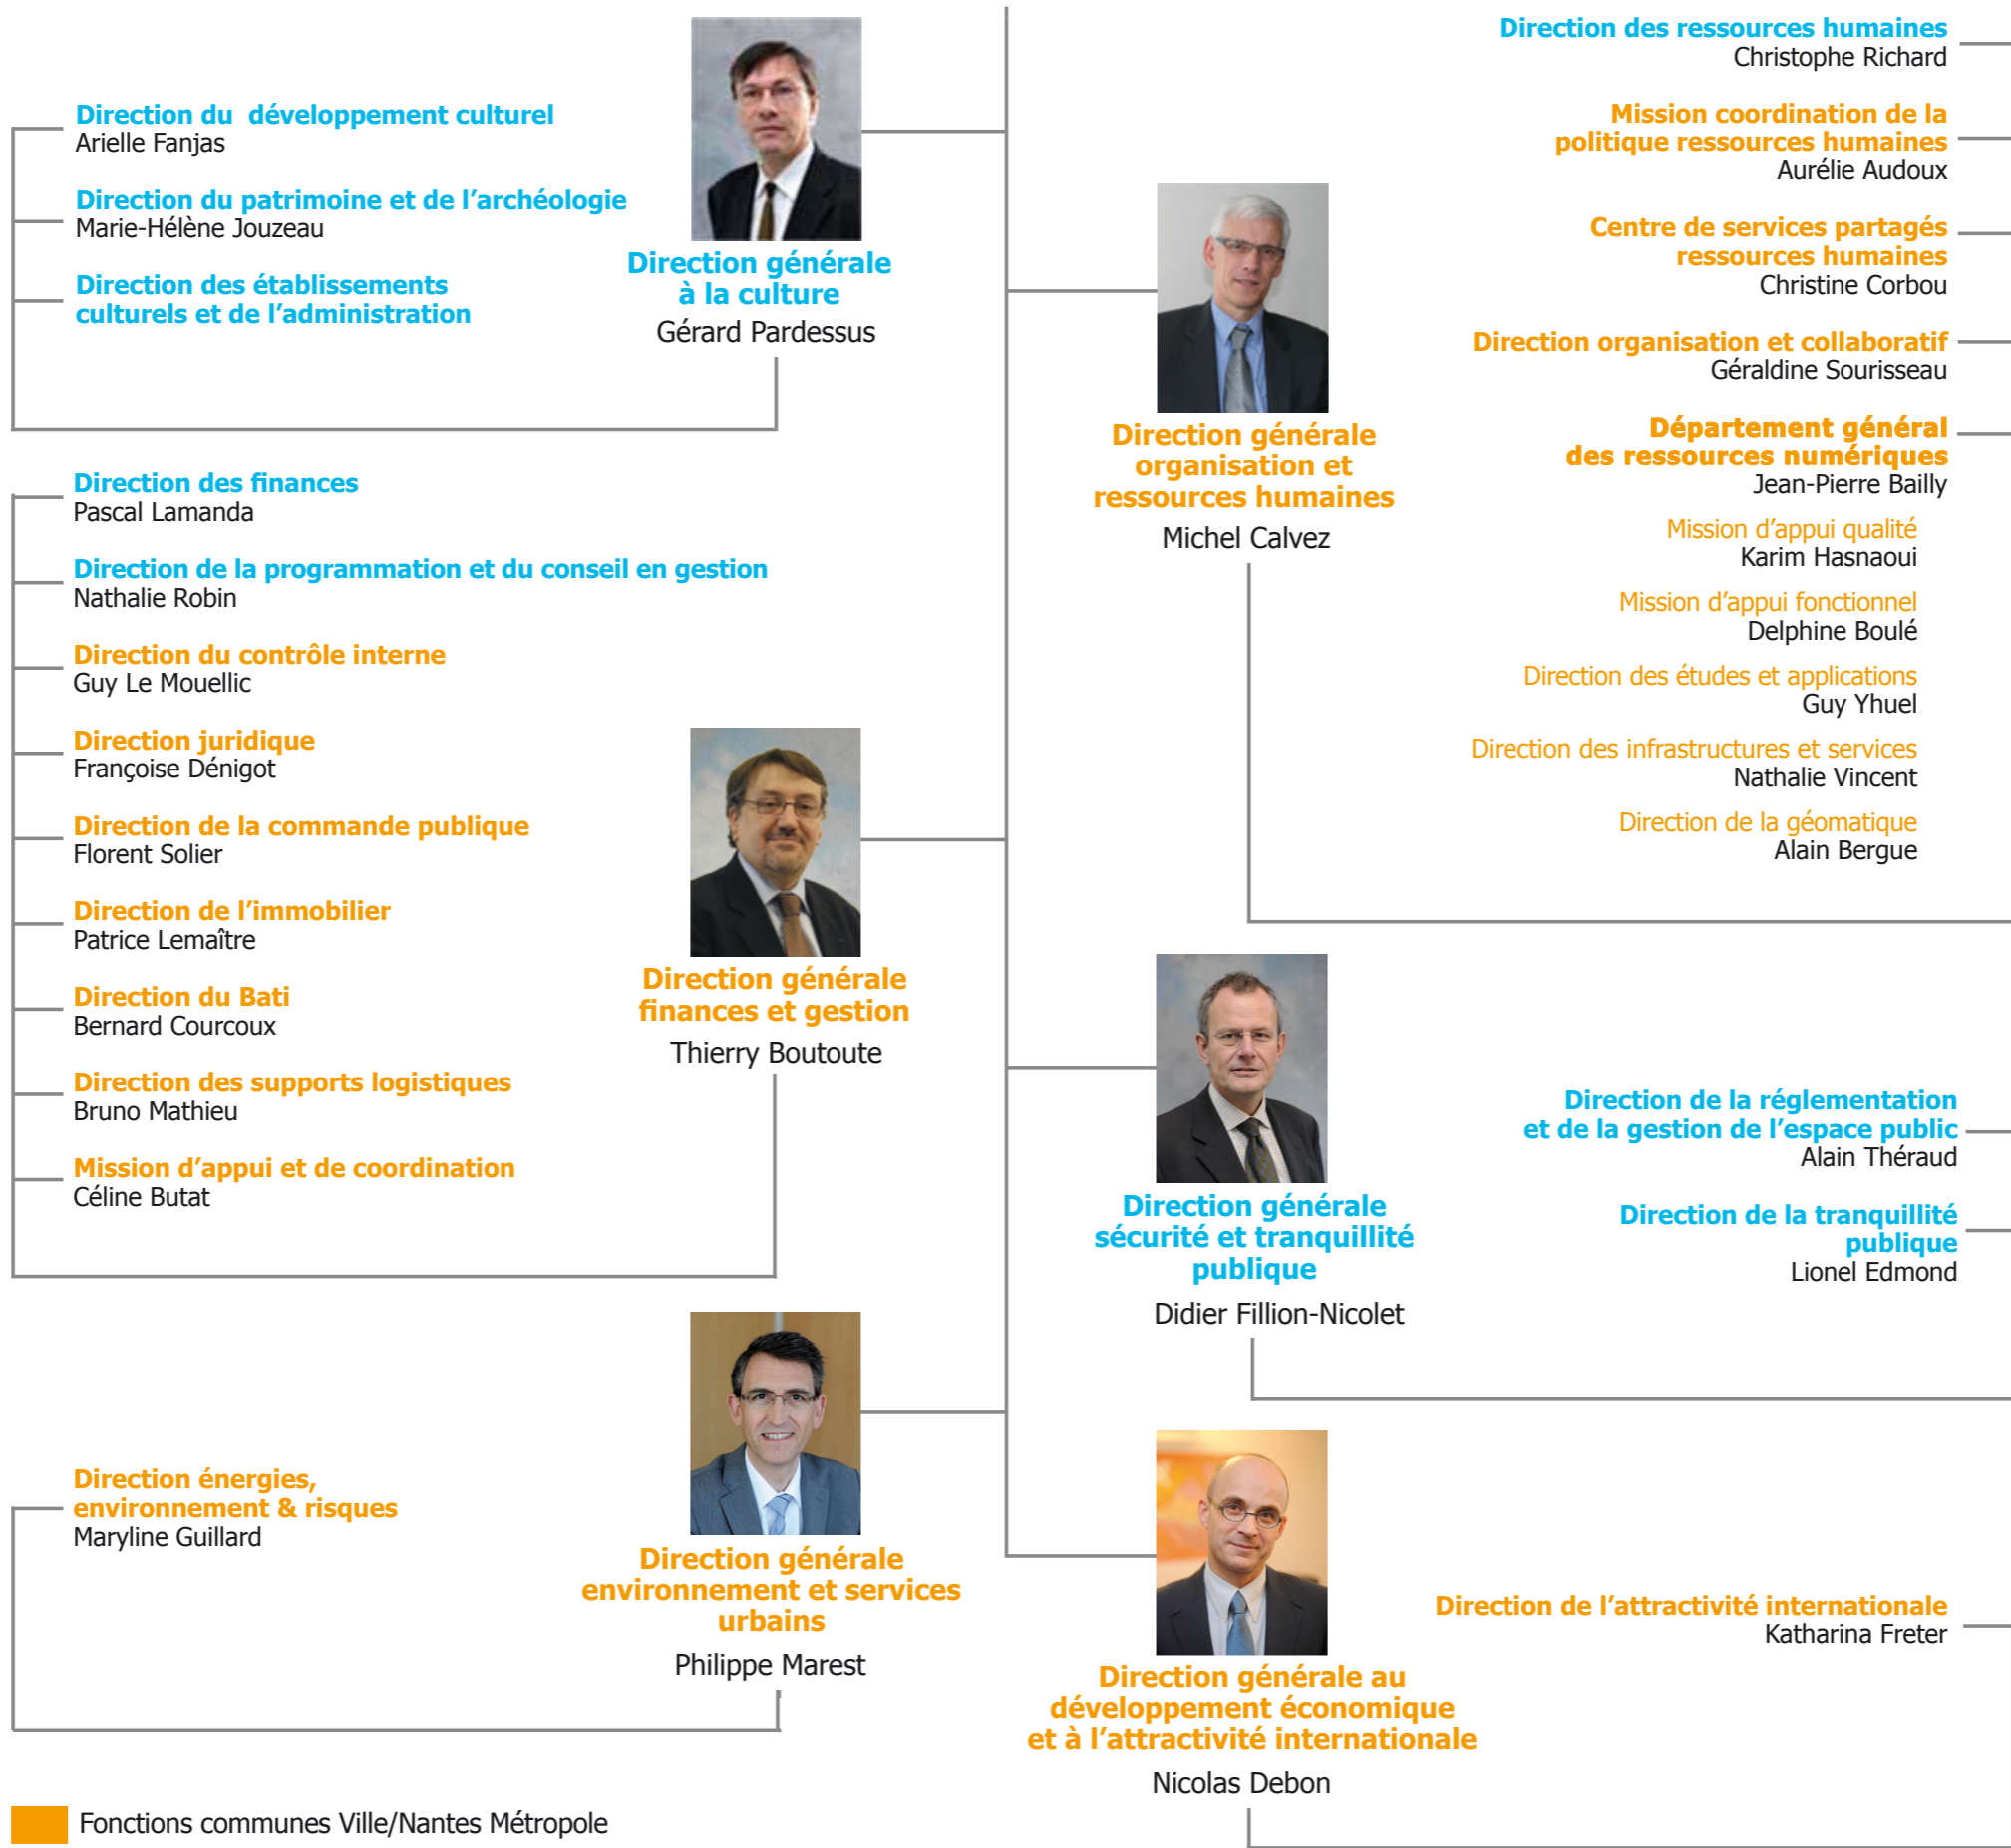 Direction du  développement culturel
Arielle Fanjas
Direction du patrimoine et de l’archéologie
Marie-Hélène Jouzeau
Direction des établissements
culturels et de l’administration
Direction générale
à la culture
Gérard Pardessus
Direction des finances
Pascal Lamanda
Direction de la programmation et du conseil en gestion
Nathalie Robin
Direction du contrôle interne
Guy Le Mouellic
Direction juridique
Françoise Dénigot
Direction de la commande publique
Florent Solier
Direction de l’immobilier
Patrice Lemaître
Direction du Bati
Bernard Courcoux
Direction des supports logistiques
Bruno Mathieu
Mission d’appui et de coordination
Céline Butat
Direction générale
finances et gestion
Thierry Boutoute
Direction énergies,
environnement & risques
Maryline Guillard
Direction générale
environnement et services
urbains
Philippe Marest
Direction générale
organisation et
ressources humaines
Michel Calvez
Direction des ressources humaines
Christophe Richard
Mission coordination de la
politique ressources humaines
Aurélie Audoux
Centre de services partagés
ressources humaines
Christine Corbou
Direction organisation et collaboratif
Géraldine Sourisseau
Département général
des ressources numériques
Jean-Pierre Bailly
Mission d’appui qualité
Karim Hasnaoui
Mission d’appui fonctionnel
Delphine Boulé
Direction des études et applications
Guy Yhuel
Direction des infrastructures et services
Nathalie Vincent
Direction de la géomatique
Alain Bergue
Direction générale
sécurité et tranquillité
publique
Didier Fillion-Nicolet
Direction de la réglementation
et de la gestion de l’espace public
Alain Théraud
Direction de la tranquillité
publique
Lionel Edmond
Direction générale au
développement économique
et à l’attractivité internationale
Nicolas Debon
Direction de l’attractivité internationale
Katharina Freter
Fonctions communes Ville/Nantes Métropole